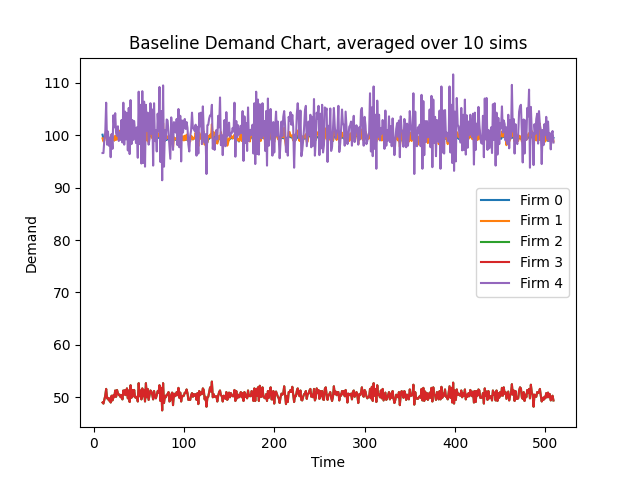 Baseline Demand Chart, averaged over 10 sims
110
100
90
80
70
60
50
Demand
Firm 0
Firm 1
Firm 2
Firm 3
Firm 4
0
100
200
300
400
500
Time